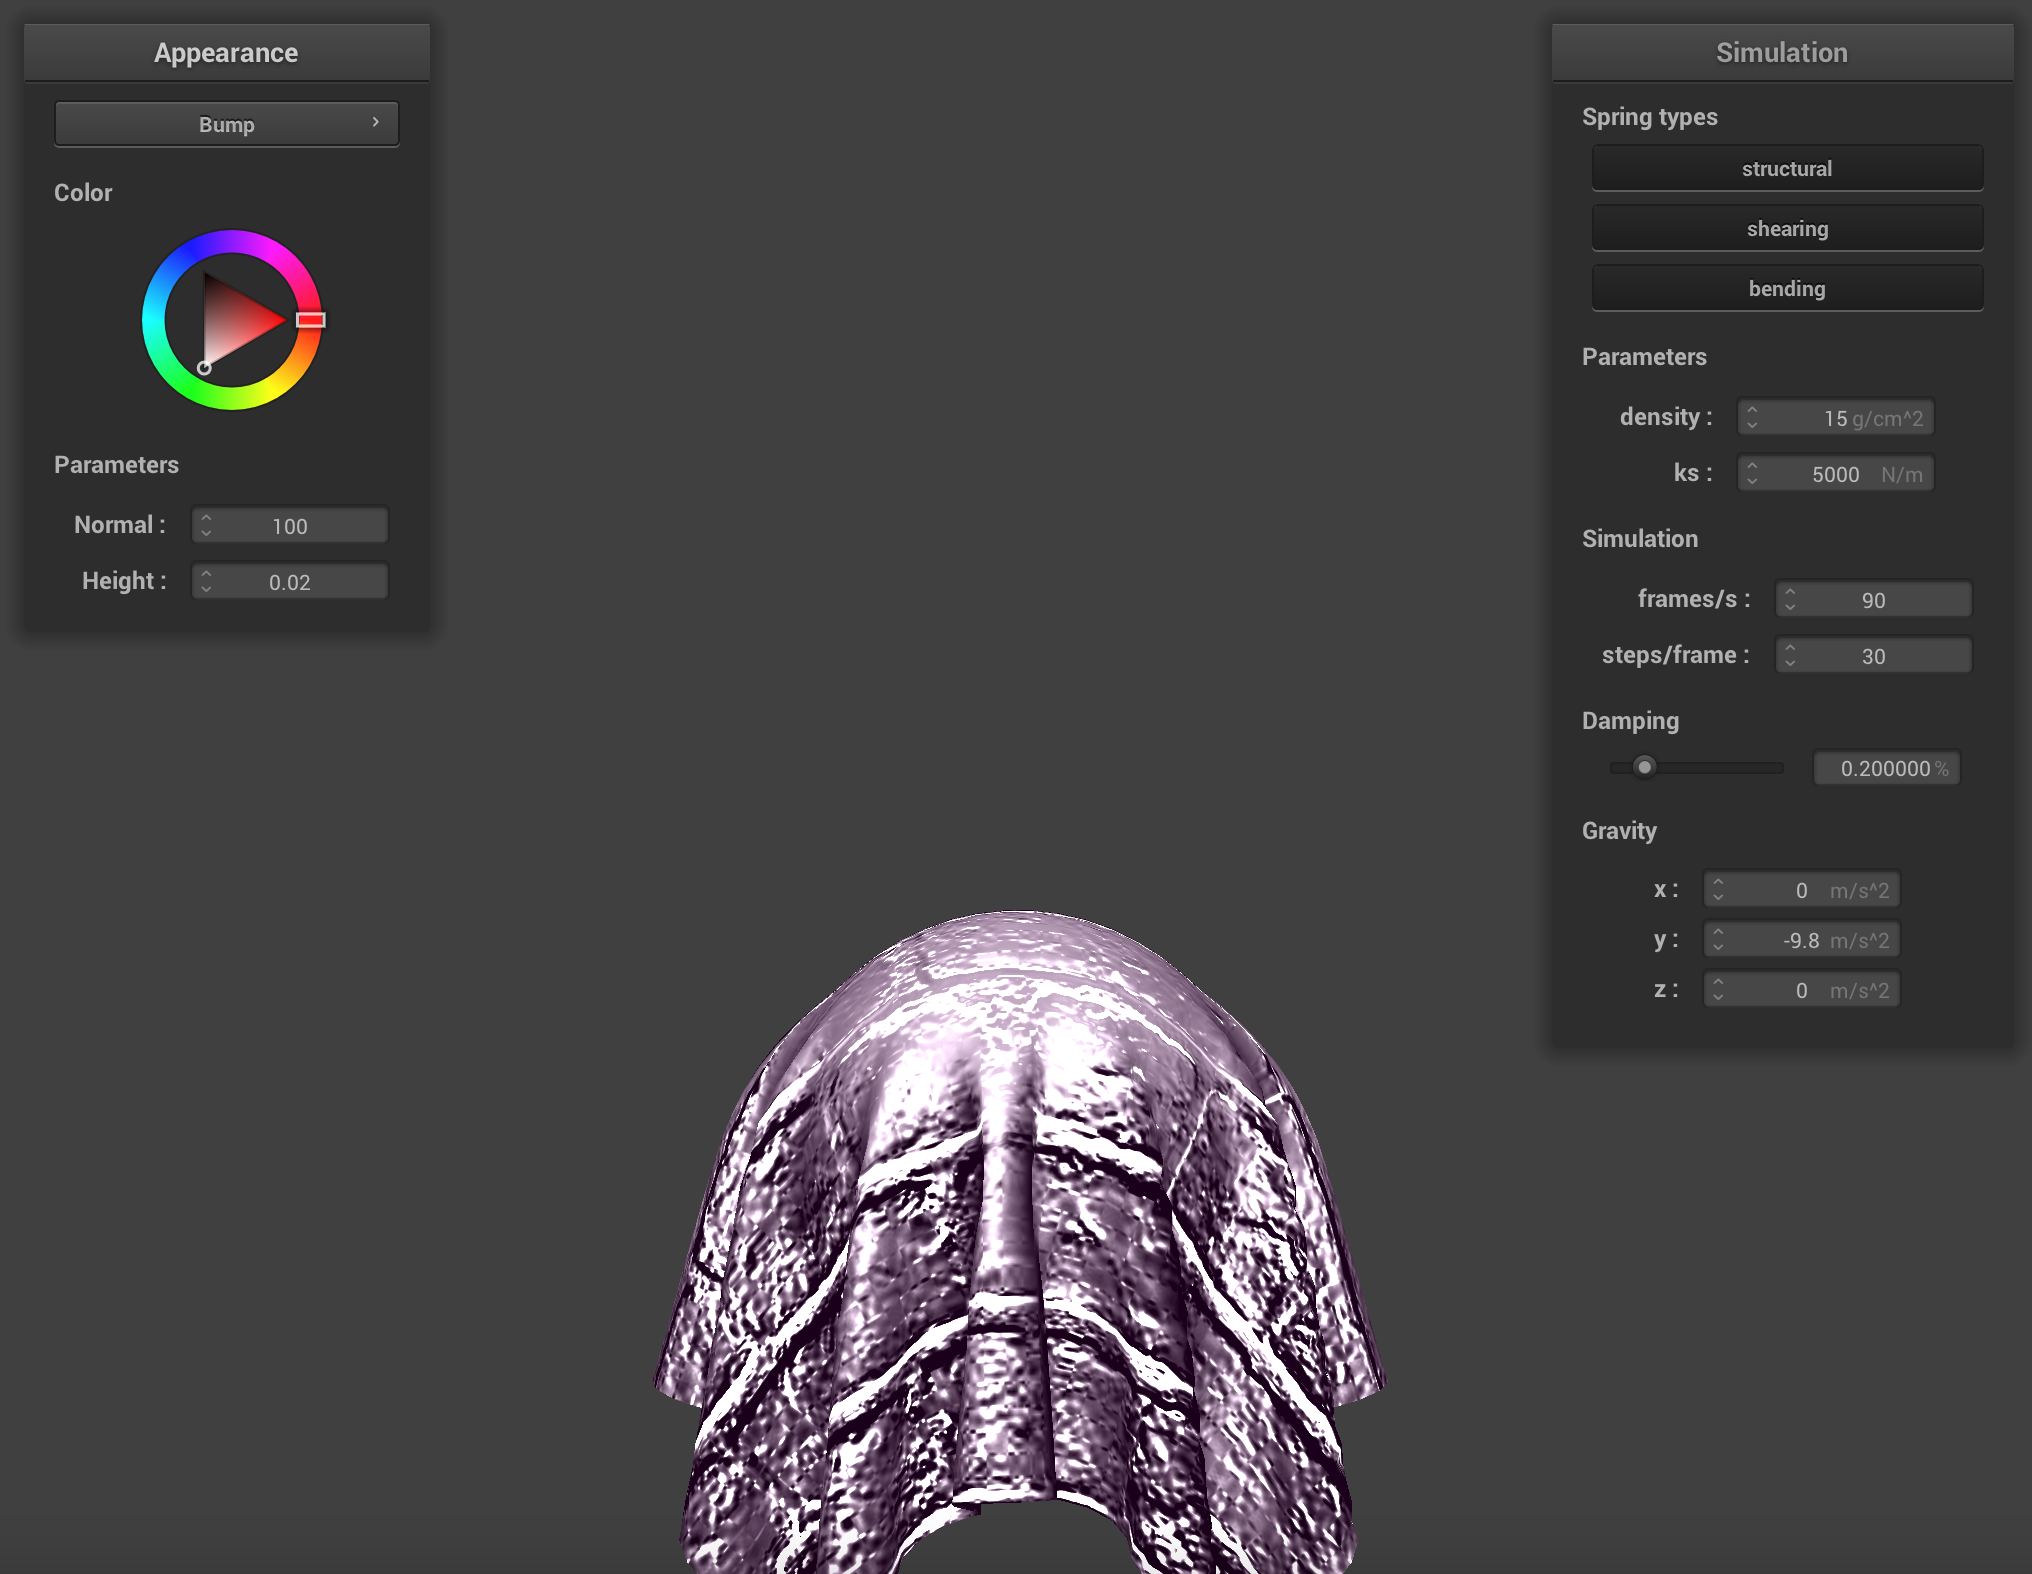 Appearance
Bump ›
Color
Parameters
Normal : 100
Height : 0.02
Simulation
Spring types
structural
shearing
bending
Parameters
density : 15 g/cm^2
ks : 5000 N/m
Simulation
frames/s : 90
steps/frame : 30
Damping
0.200000 %
Gravity
x : 0 m/s^2
y : -9.8 m/s^2
z : 0 m/s^2